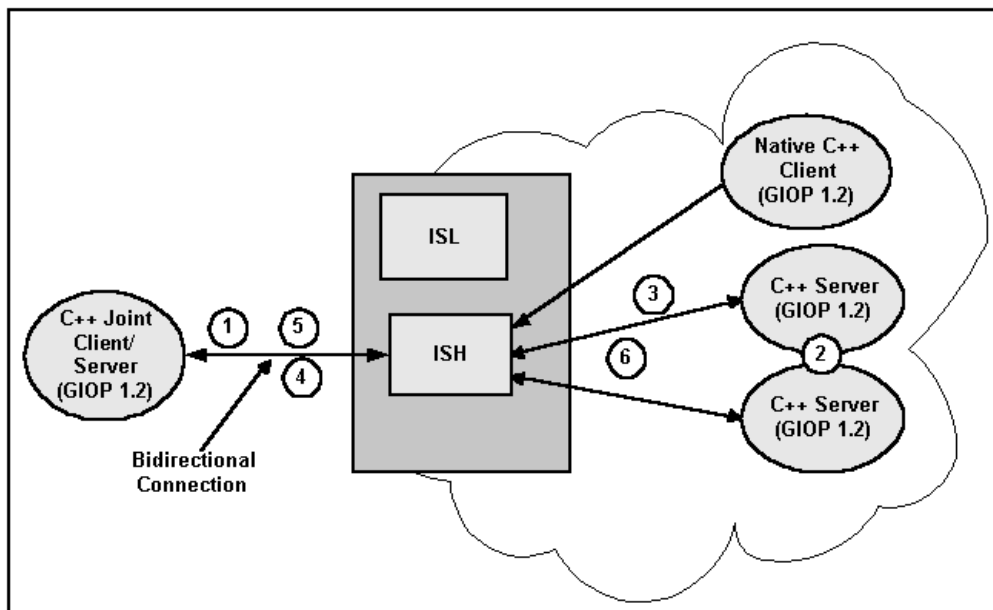 Native C++
Client
(GIOP 1.2)
ISL
C++ Server
(GIOP 1.2)
3
C++ Joint
Client/
Server
(GIOP 1.2)
1
5
4
ISH
6
2
C++ Server
(GIOP 1.2)
Bidirectional
Connection